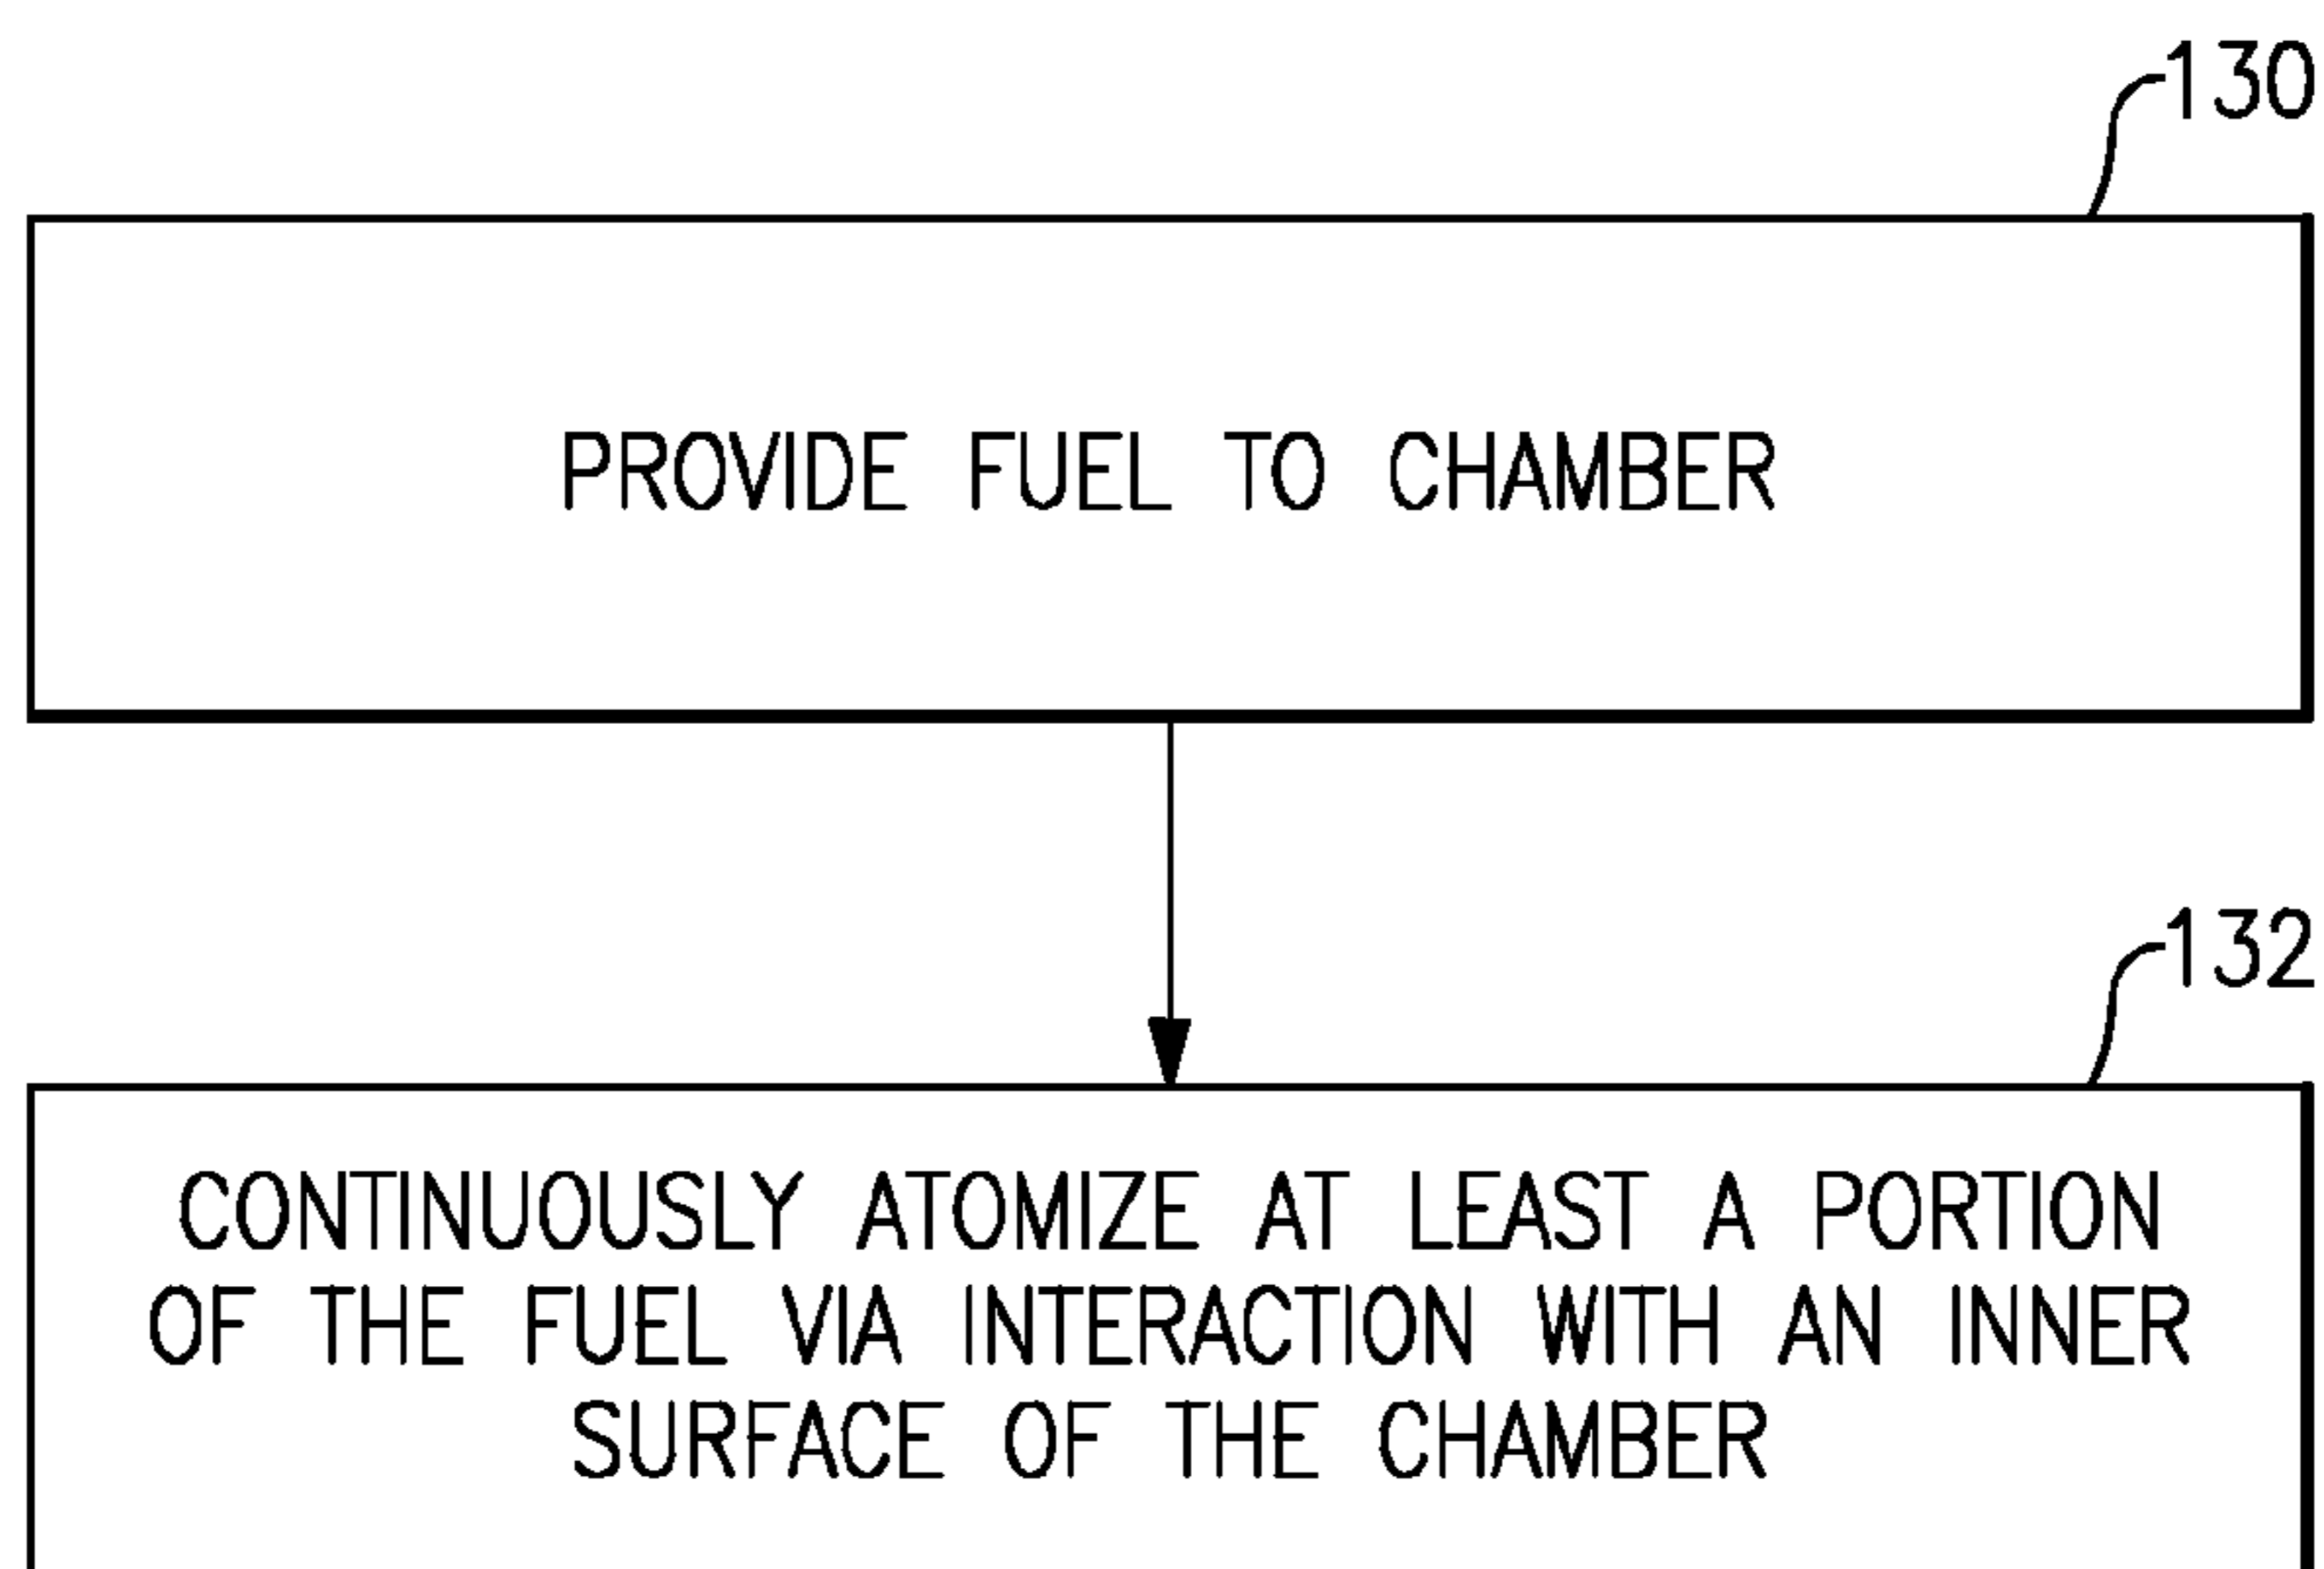 130
PROVIDE FUEL TO CHAMBER
132
CONTINUOUSLY ATOMIZE AT LEAST A PORTION
OF THE FUEL VIA INTERACTION WITH AN INNER
SURFACE OF THE CHAMBER